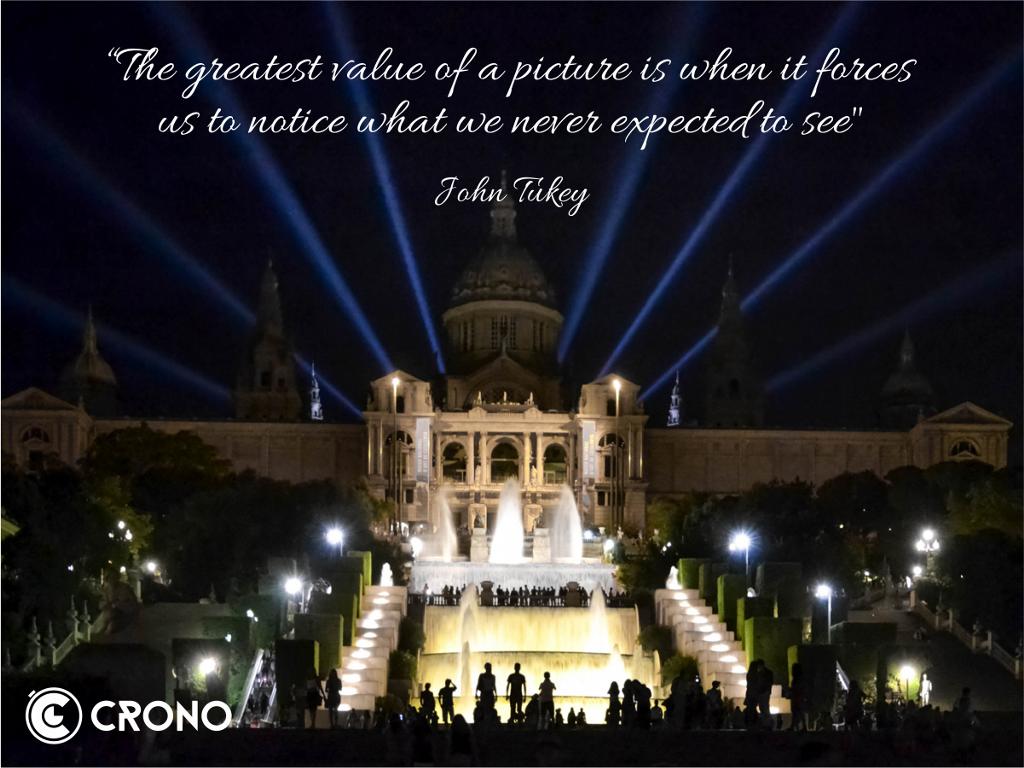 “The greatest value of a picture is when it forces
us to notice what we never expected to see"
John Tukey
CRONO